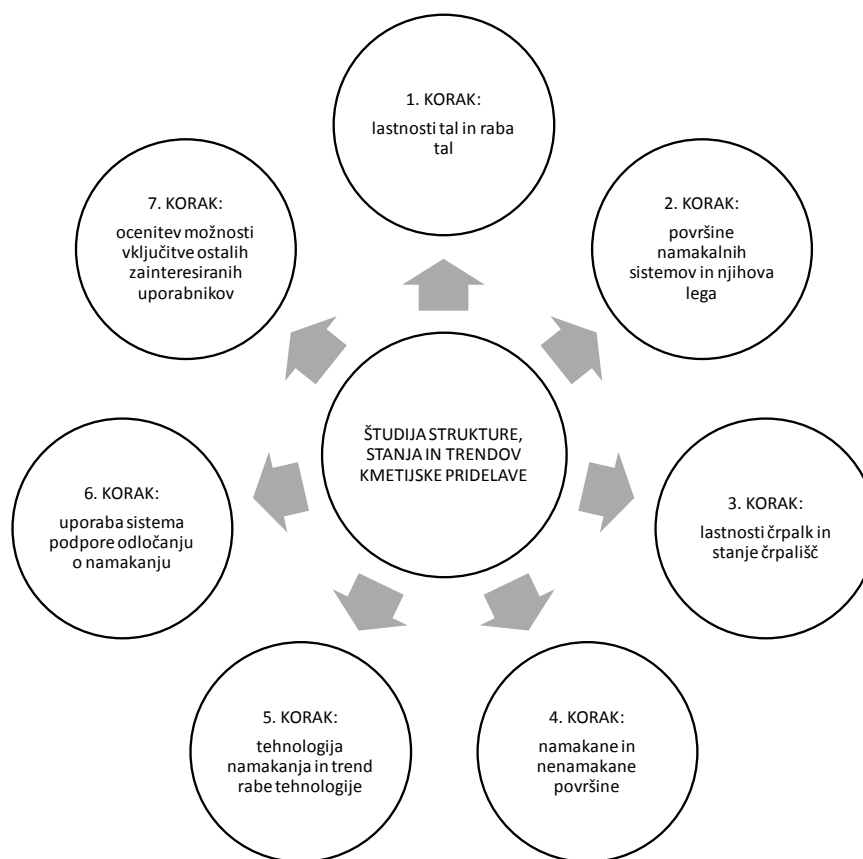 1. KORAK:
lastnosti tal in raba
tal
2. KORAK:
površine
namakalnih
sistemov in njihova
lega
3. KORAK:
lastnosti črpalk in
stanje črpališč
4. KORAK:
namakane in
nenamakane
površine
5. KORAK:
tehnologija
namakanja in trend
rabe tehnologije
6. KORAK:
uporaba sistema
podpore odločanju
o namakanju
7. KORAK:
ocenitev možnosti
vključitve ostalih
zainteresiranih
uporabnikov
ŠTUDIJA STRUKTURE,
STANJA IN TRENDOV
KMETIJSKE PRIDELAVE